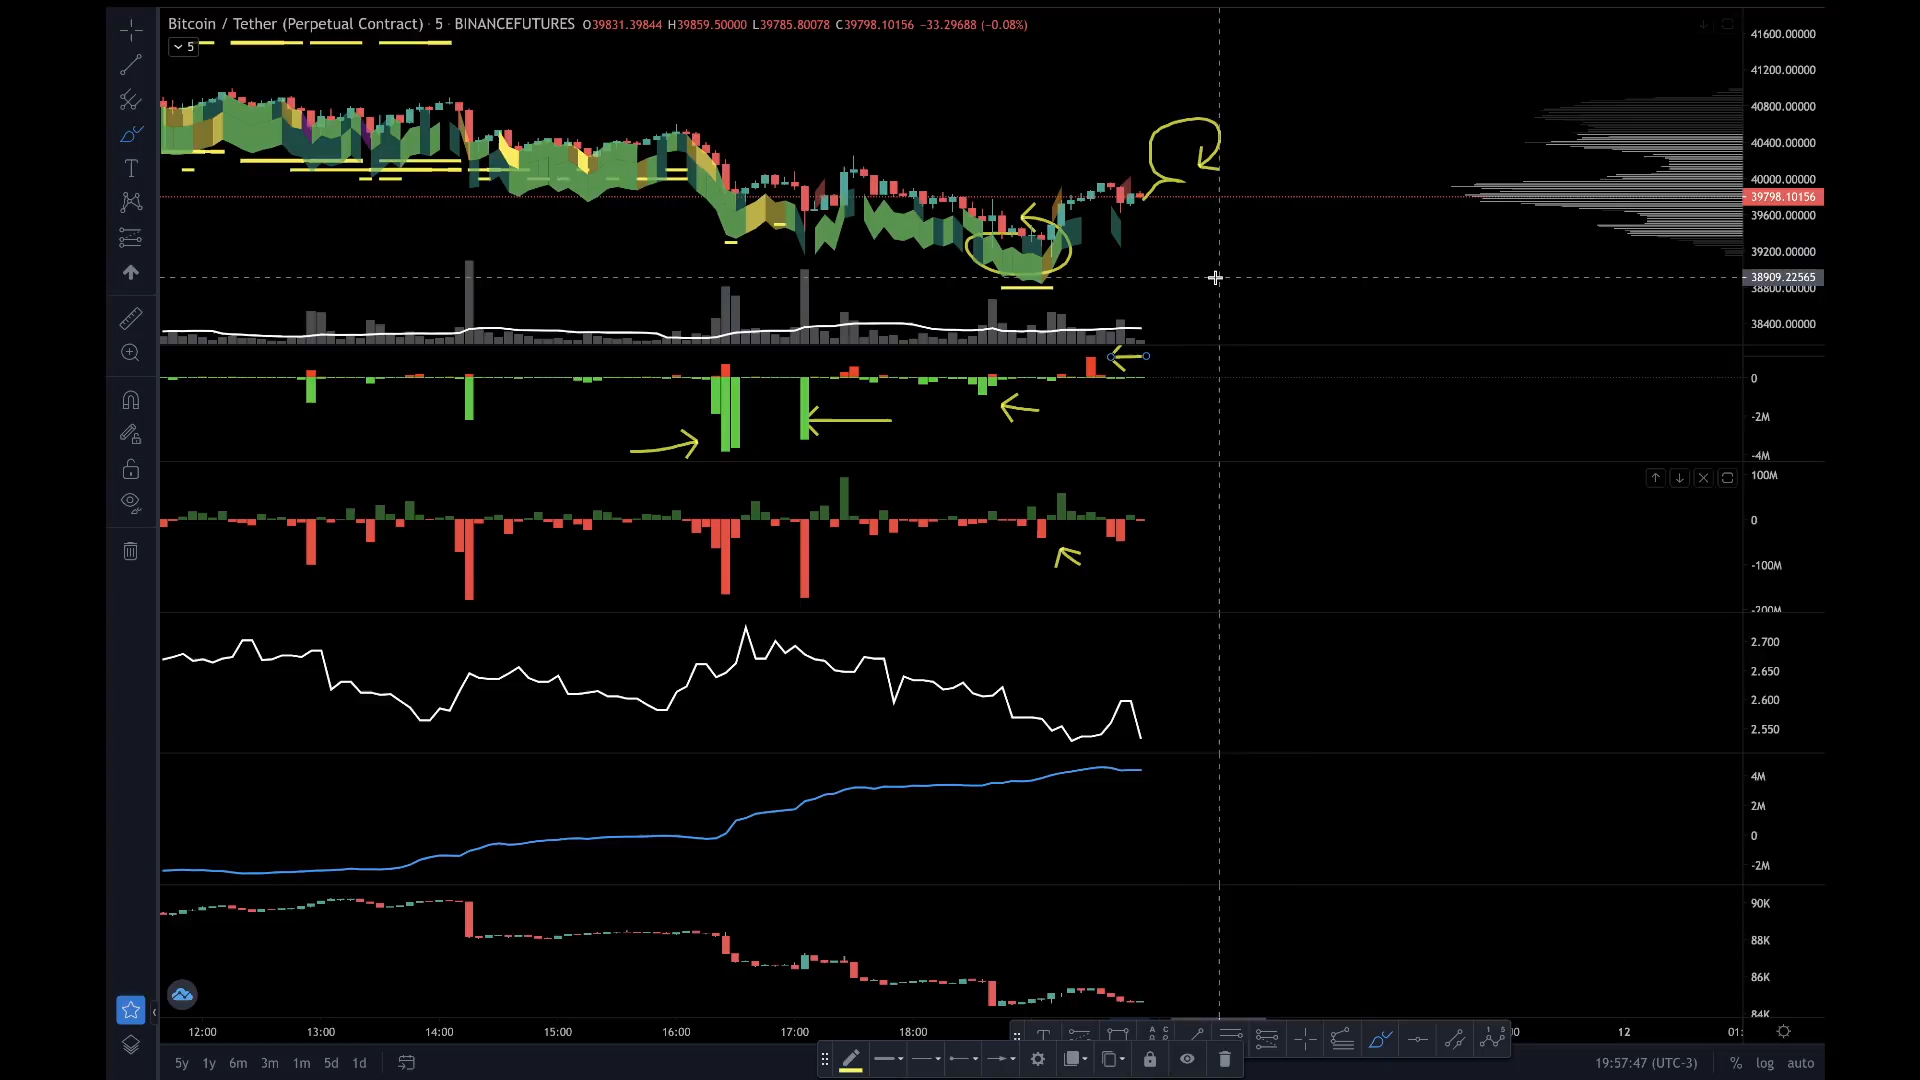 Bitcoin / Tether (Perpetual Contract) · 5 · BINANCEFUTURES O39831.39844 H39859.50000 L39785.80078 C39798.10156 −33.29688 (−0.08%)
5
41600.00000
41200.00000
40800.00000
40400.00000
40000.00000
39798.10156
39600.00000
39200.00000
38909.22565
38800.00000
38400.00000
0
-2M
-4M
100M
0
-100M
-200M
2.700
2.650
2.600
2.550
4M
2M
0
-2M
90K
88K
86K
84K
12:00 13:00 14:00 15:00 16:00 17:00 18:00 12 01:
5y 1y 6m 3m 1m 5d 1d
19:57:47 (UTC-3) % log auto